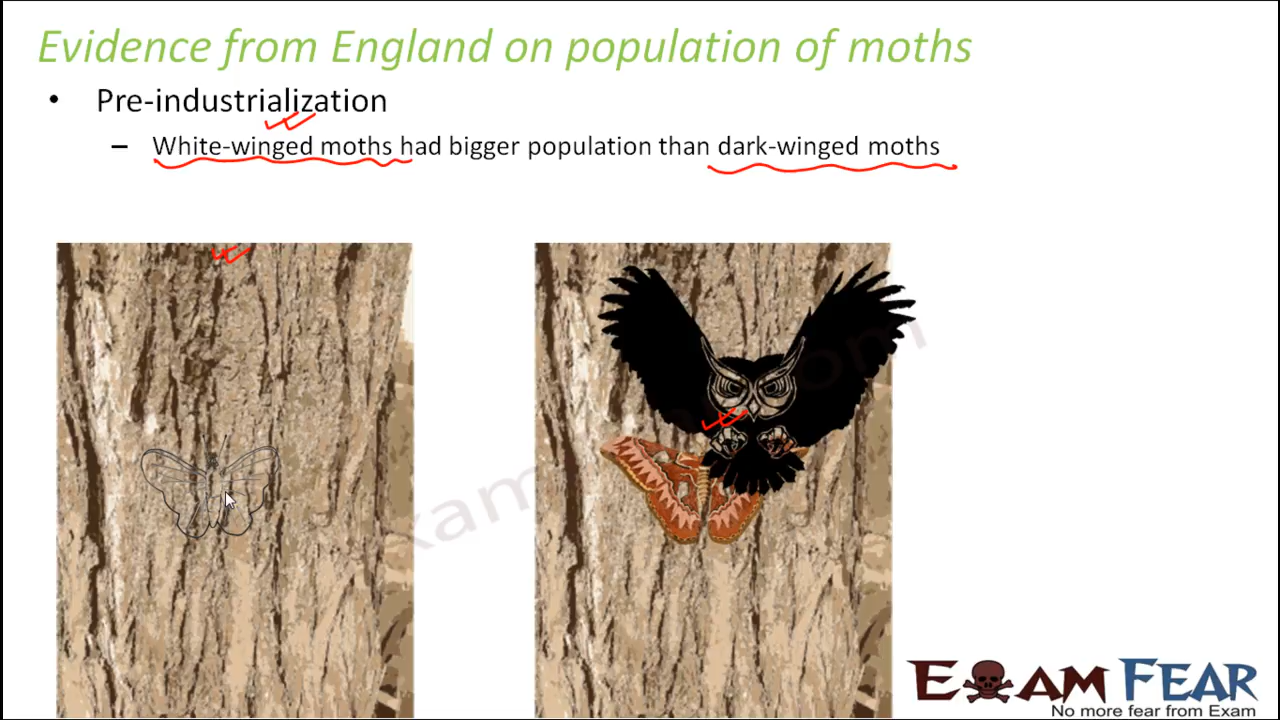 Evidence from England on population of moths
• Pre-industrialization
– White-winged moths had bigger population than dark-winged moths
EXAM FEAR
No more fear from Exam